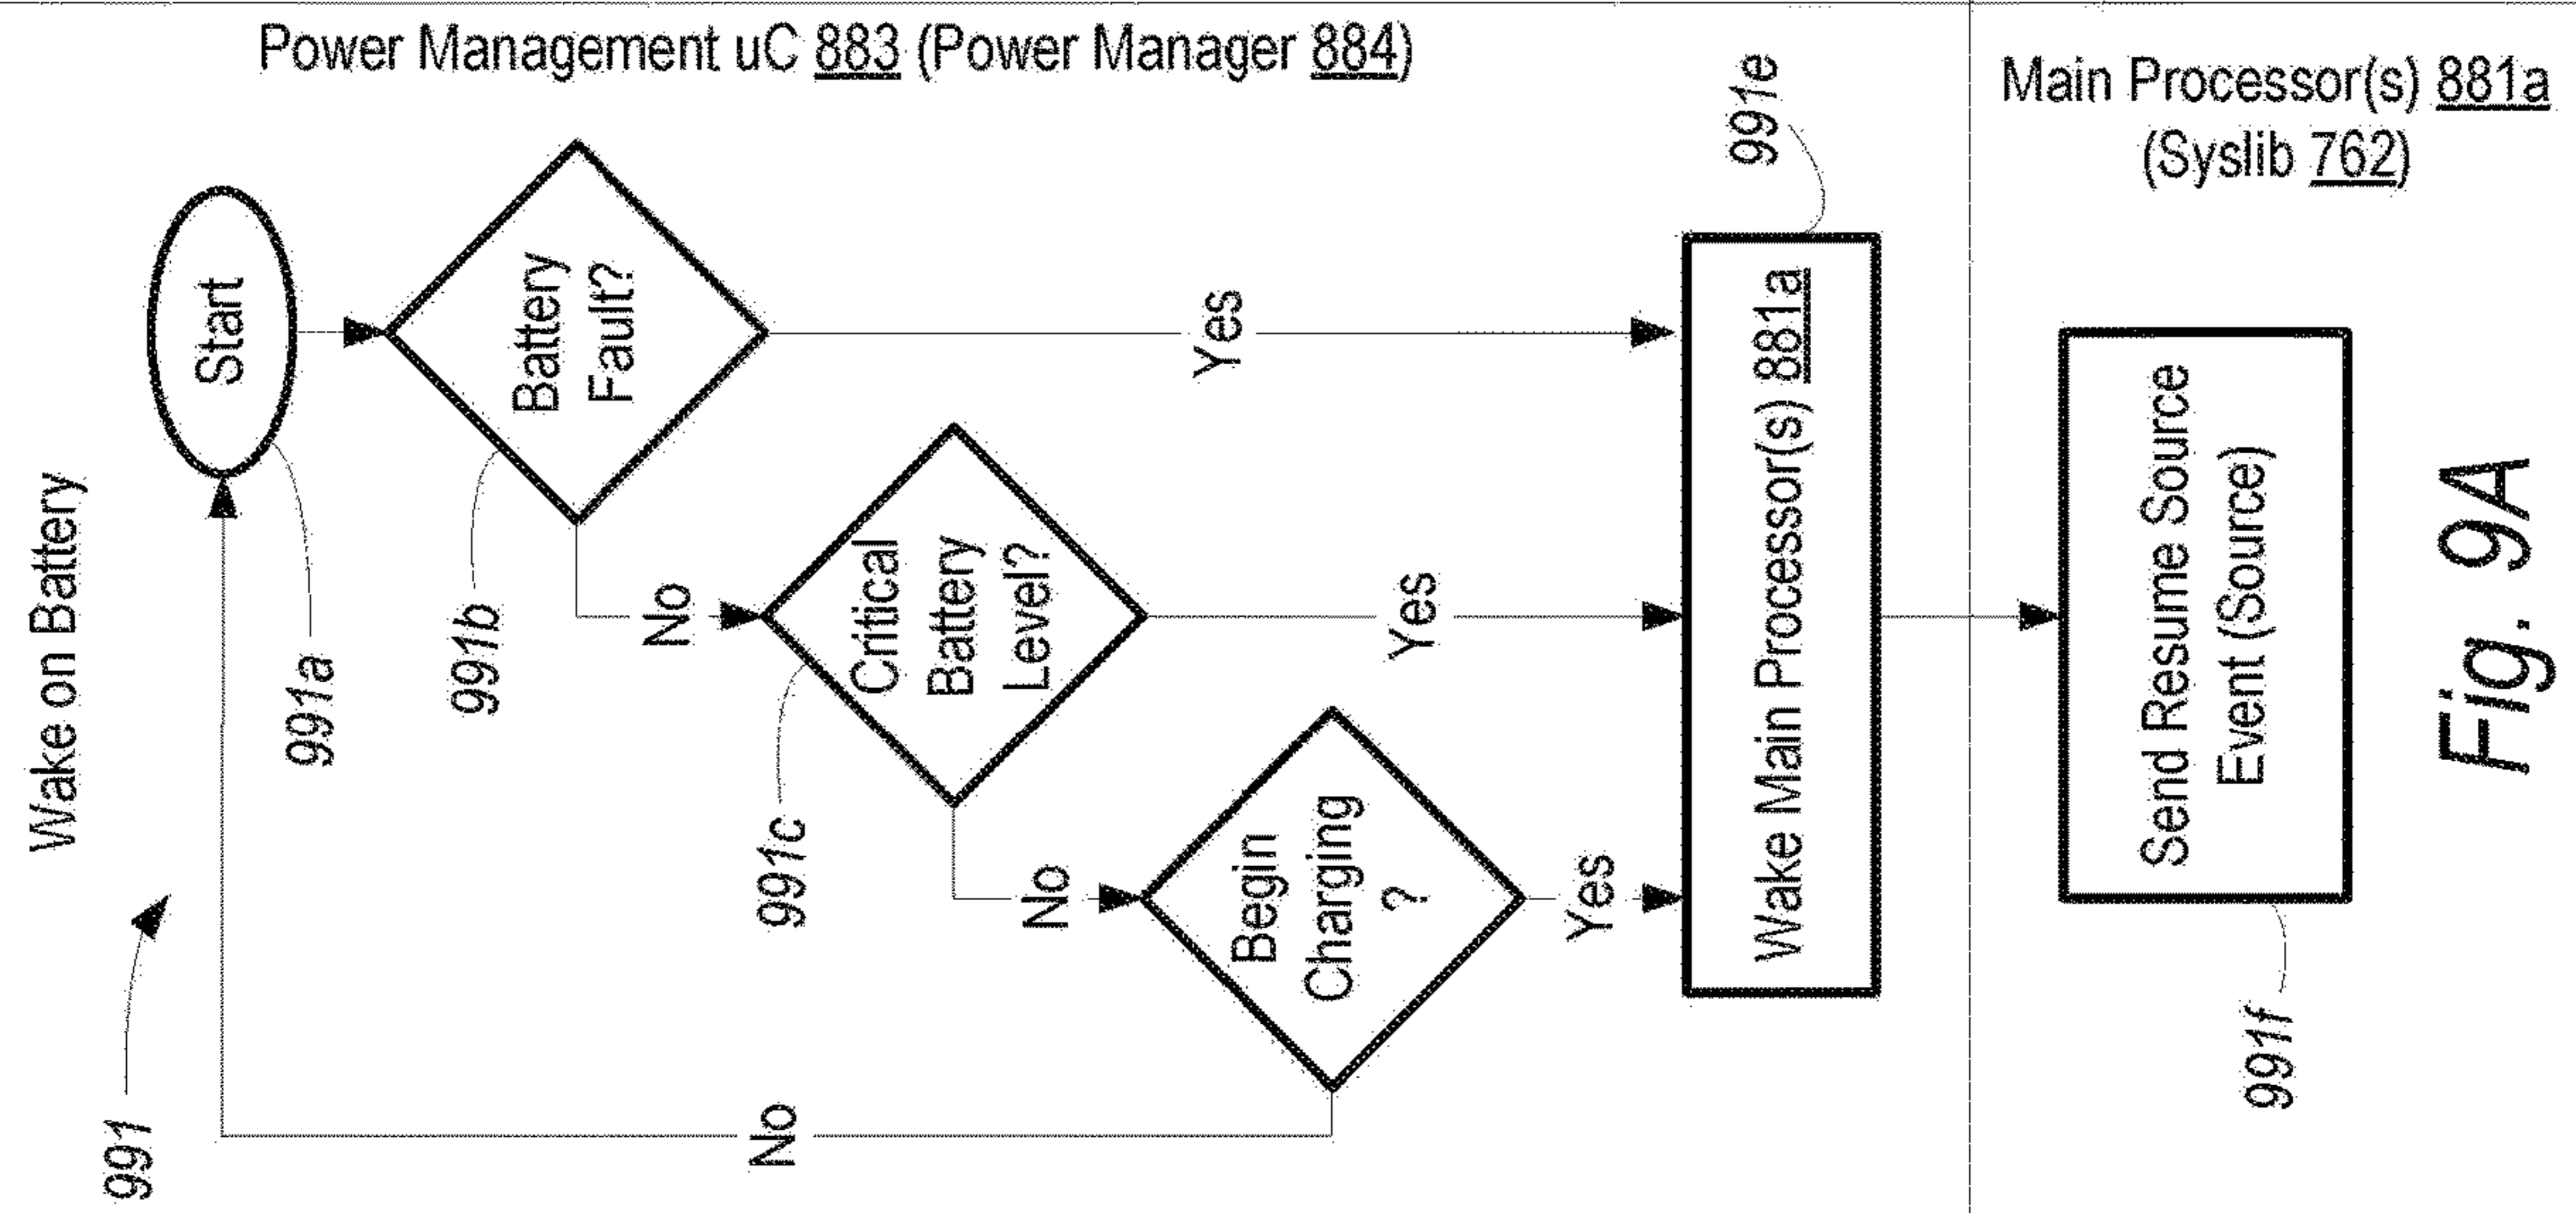 Power Management uC 883 (Power Manager 884)
Main Processor(s) 881a
(Syslib 762)
Wake on Battery
991
Start
991a
Battery
Fault?
991b
No
Yes
Critical
Battery
Level?
991c
No
Yes
Begin
Charging
?
No
Yes
Wake Main Processor(s) 881a
991e
Send Resume Source
Event (Source)
991f
Fig. 9A